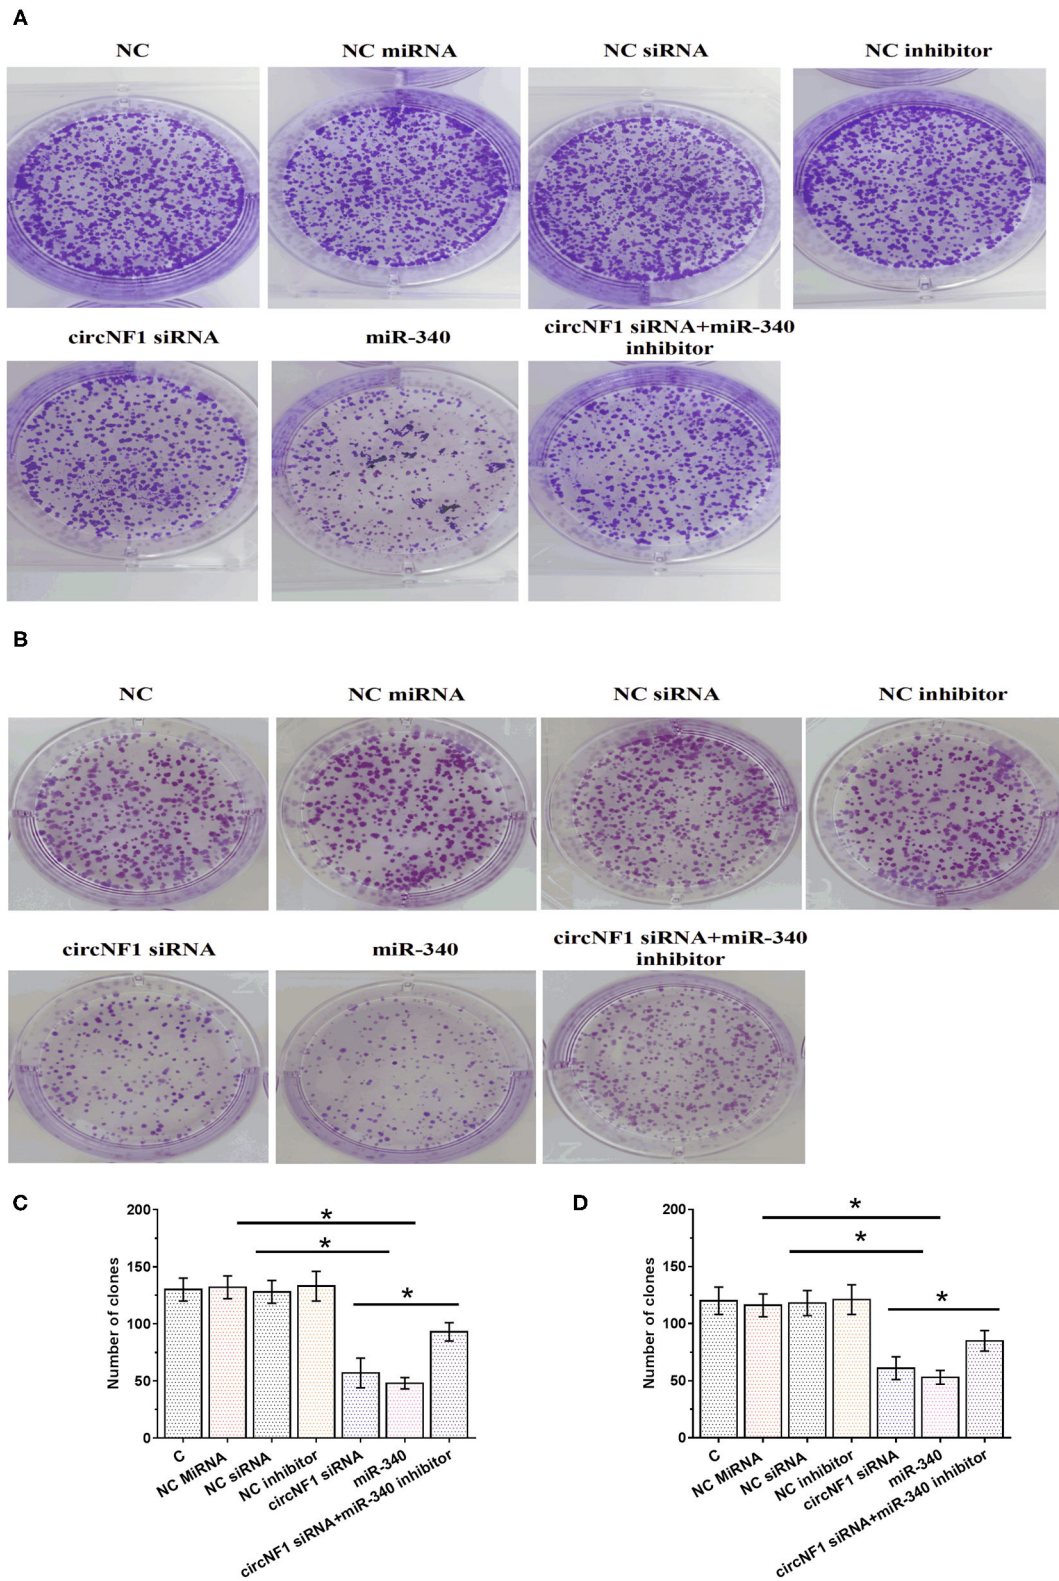 A
NC
NC miRNA
NC siRNA
NC inhibitor
circNF1 siRNA
miR-340
circNF1 siRNA+miR-340
inhibitor
B
NC
NC miRNA
NC siRNA
NC inhibitor
circNF1 siRNA
miR-340
circNF1 siRNA+miR-340
inhibitor
C
Number of clones
200
150
100
50
0
*
*
*
C
NC MiRNA
NC siRNA
NC inhibitor
circNF1 siRNA
miR-340
circNF1 siRNA+miR-340 inhibitor
D
Number of clones
200
150
100
50
0
*
*
*
C
NC MiRNA
NC siRNA
NC inhibitor
circNF1 siRNA
miR-340
circNF1 siRNA+miR-340 inhibitor